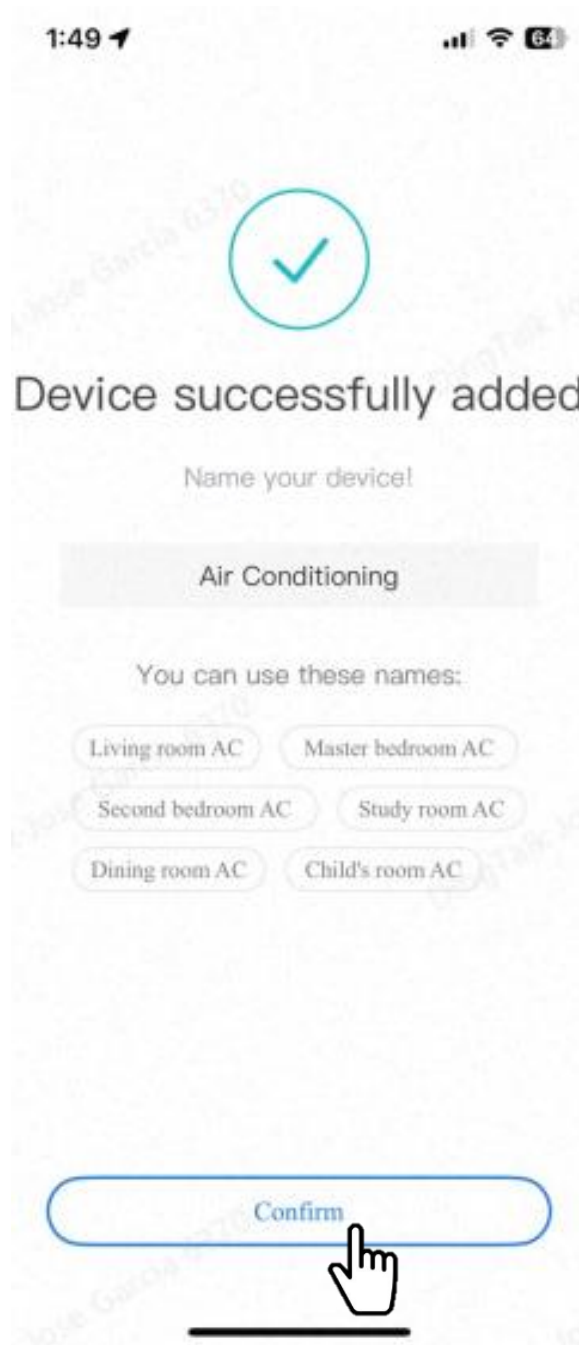 1:49
64
Device successfully added
Name your device!
Air Conditioning
You can use these names:
Living room AC Master bedroom AC
Second bedroom AC Study room AC
Dining room AC Child's room AC
Confirm